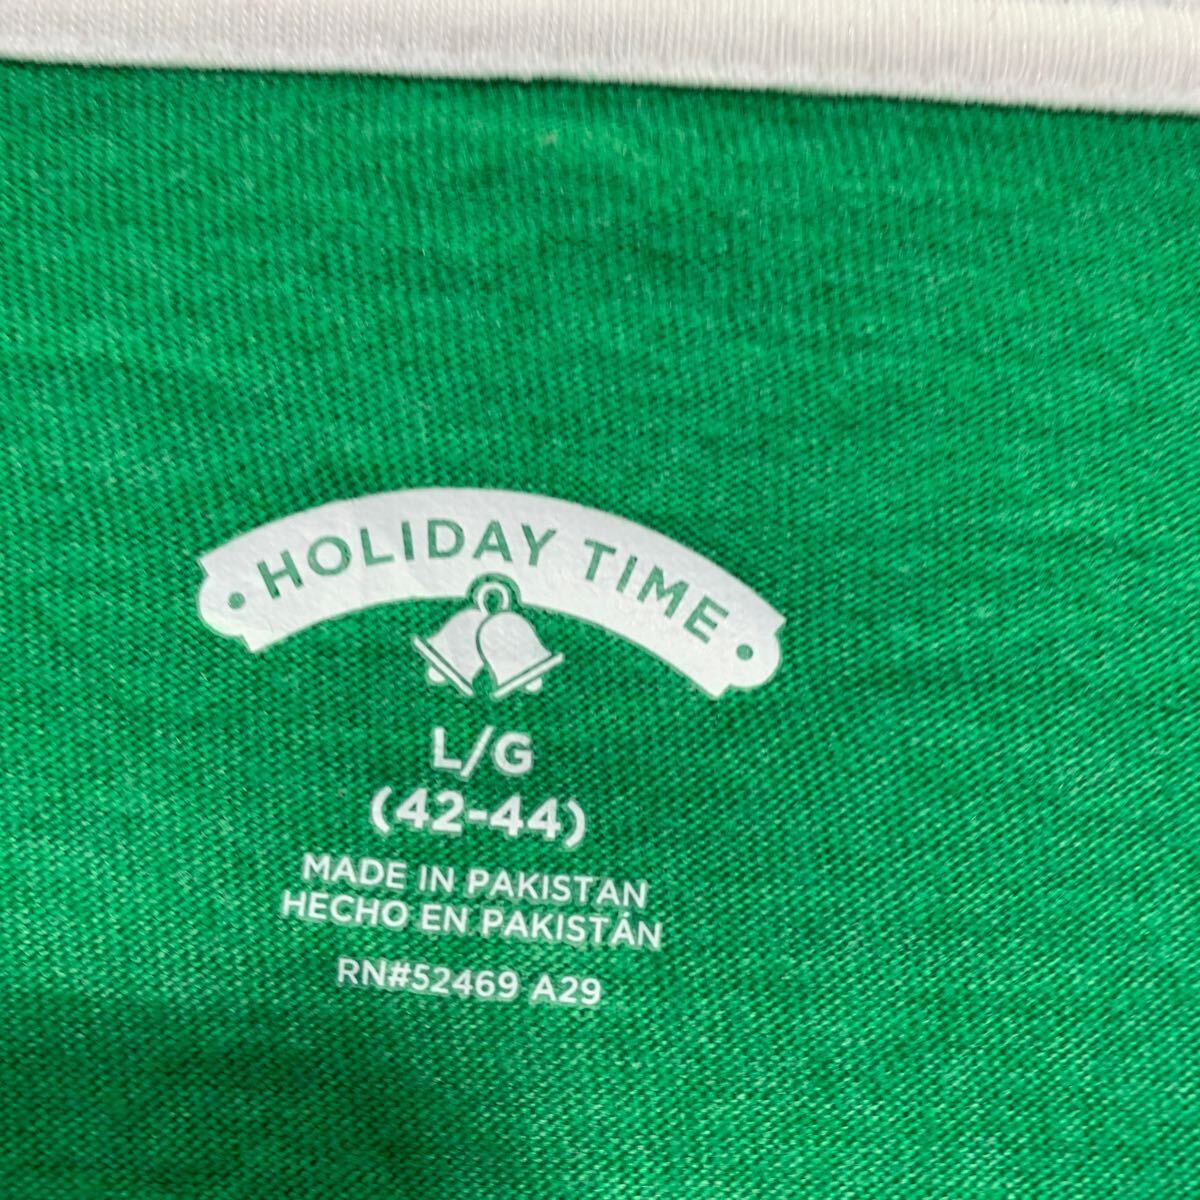 HOLIDAY TIME
L/G
(42-44)
MADE IN PAKISTAN
HECHO EN PAKISTÁN
RN#52469 A29